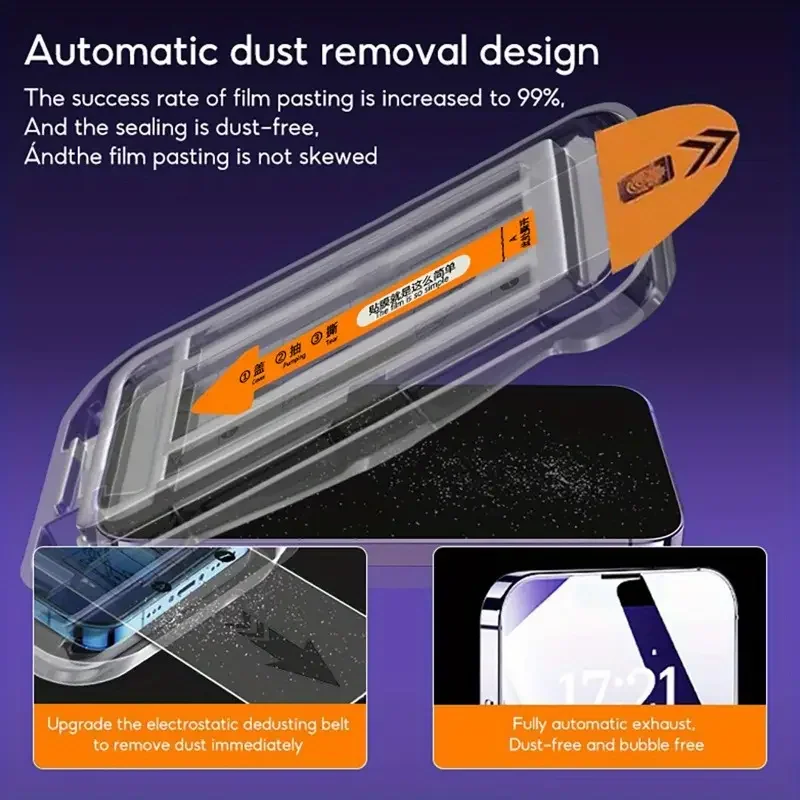 Automatic dust removal design
The success rate of film pasting is increased to 99%,
And the sealing is dust-free,
Ándthe film pasting is not skewed
A
贴膜就是这么简单
The film is so simple
①盖 ②抽 ③撕
Cover Pumping Tear
17:21
Upgrade the electrostatic dedusting belt
to remove dust immediately
Fully automatic exhaust,
Dust-free and bubble free